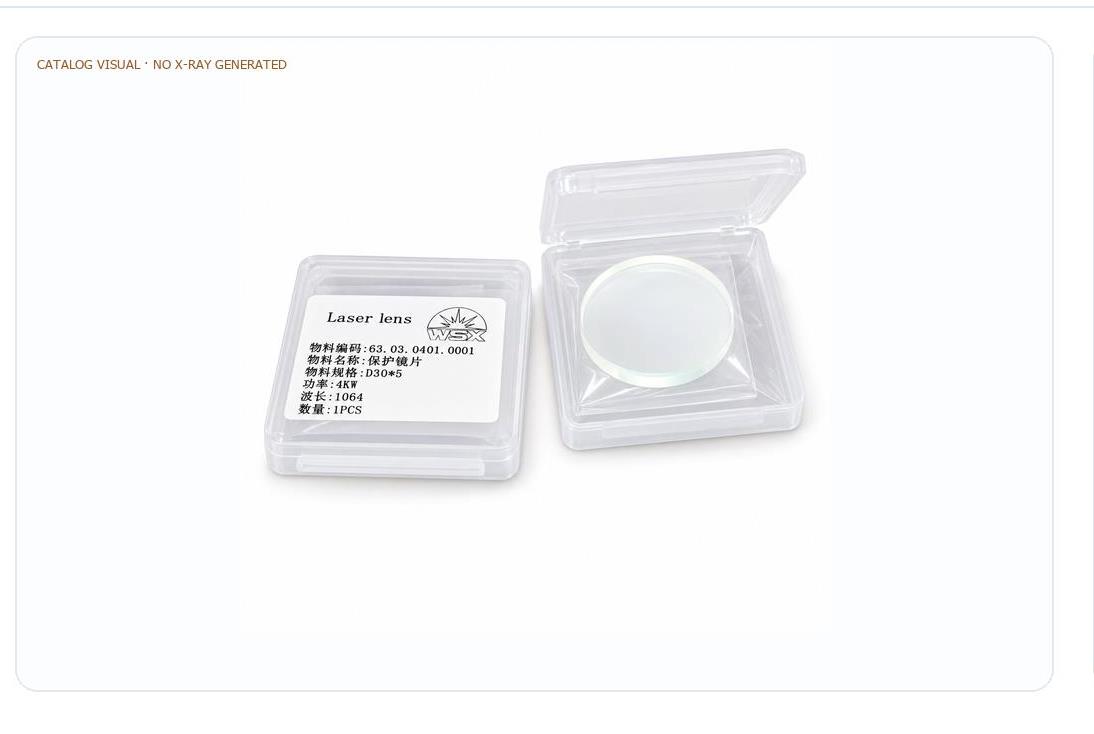 CATALOG VISUAL · NO X-RAY GENERATED
Laser lens
WSX
物料编码:63.03.0401.0001
物料名称:保护镜片
物料规格:D30*5
功率:4KW
波长:1064
数量:1PCS